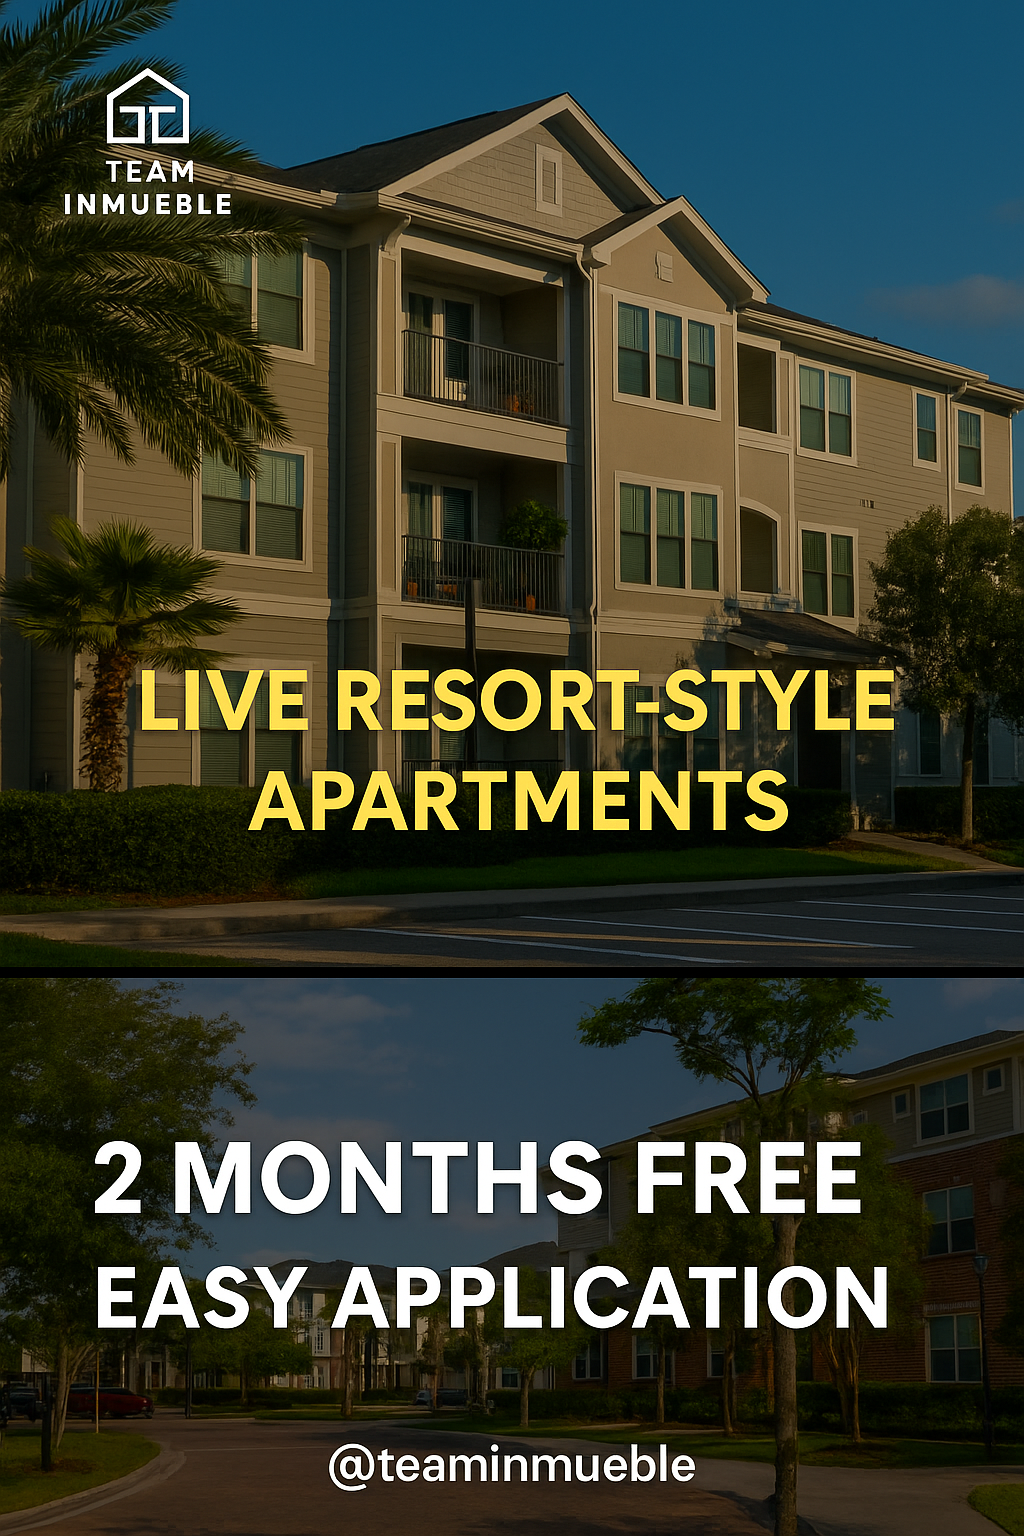 TEAM
INMUEBLE
LIVE RESORT-STYLE
APARTMENTS
2 MONTHS FREE
EASY APPLICATION
@teaminmueble